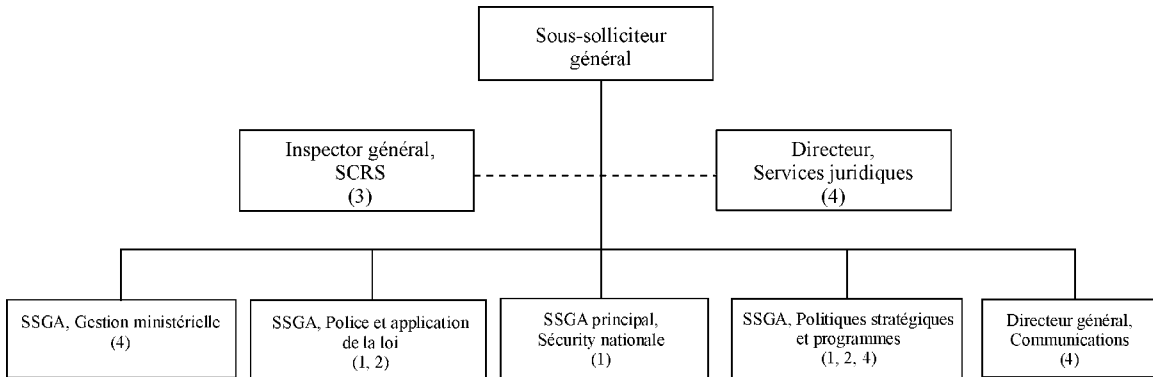 Sous-solliciteur
général
Inspector général,
SCRS
(3)
Directeur,
Services juridiques
(4)
SSGA, Gestion ministérielle
(4)
SSGA, Police et application
de la loi
(1, 2)
SSGA principal,
Sécurity nationale
(1)
SSGA, Politiques stratégiques
et programmes
(1, 2, 4)
Directeur général,
Communications
(4)